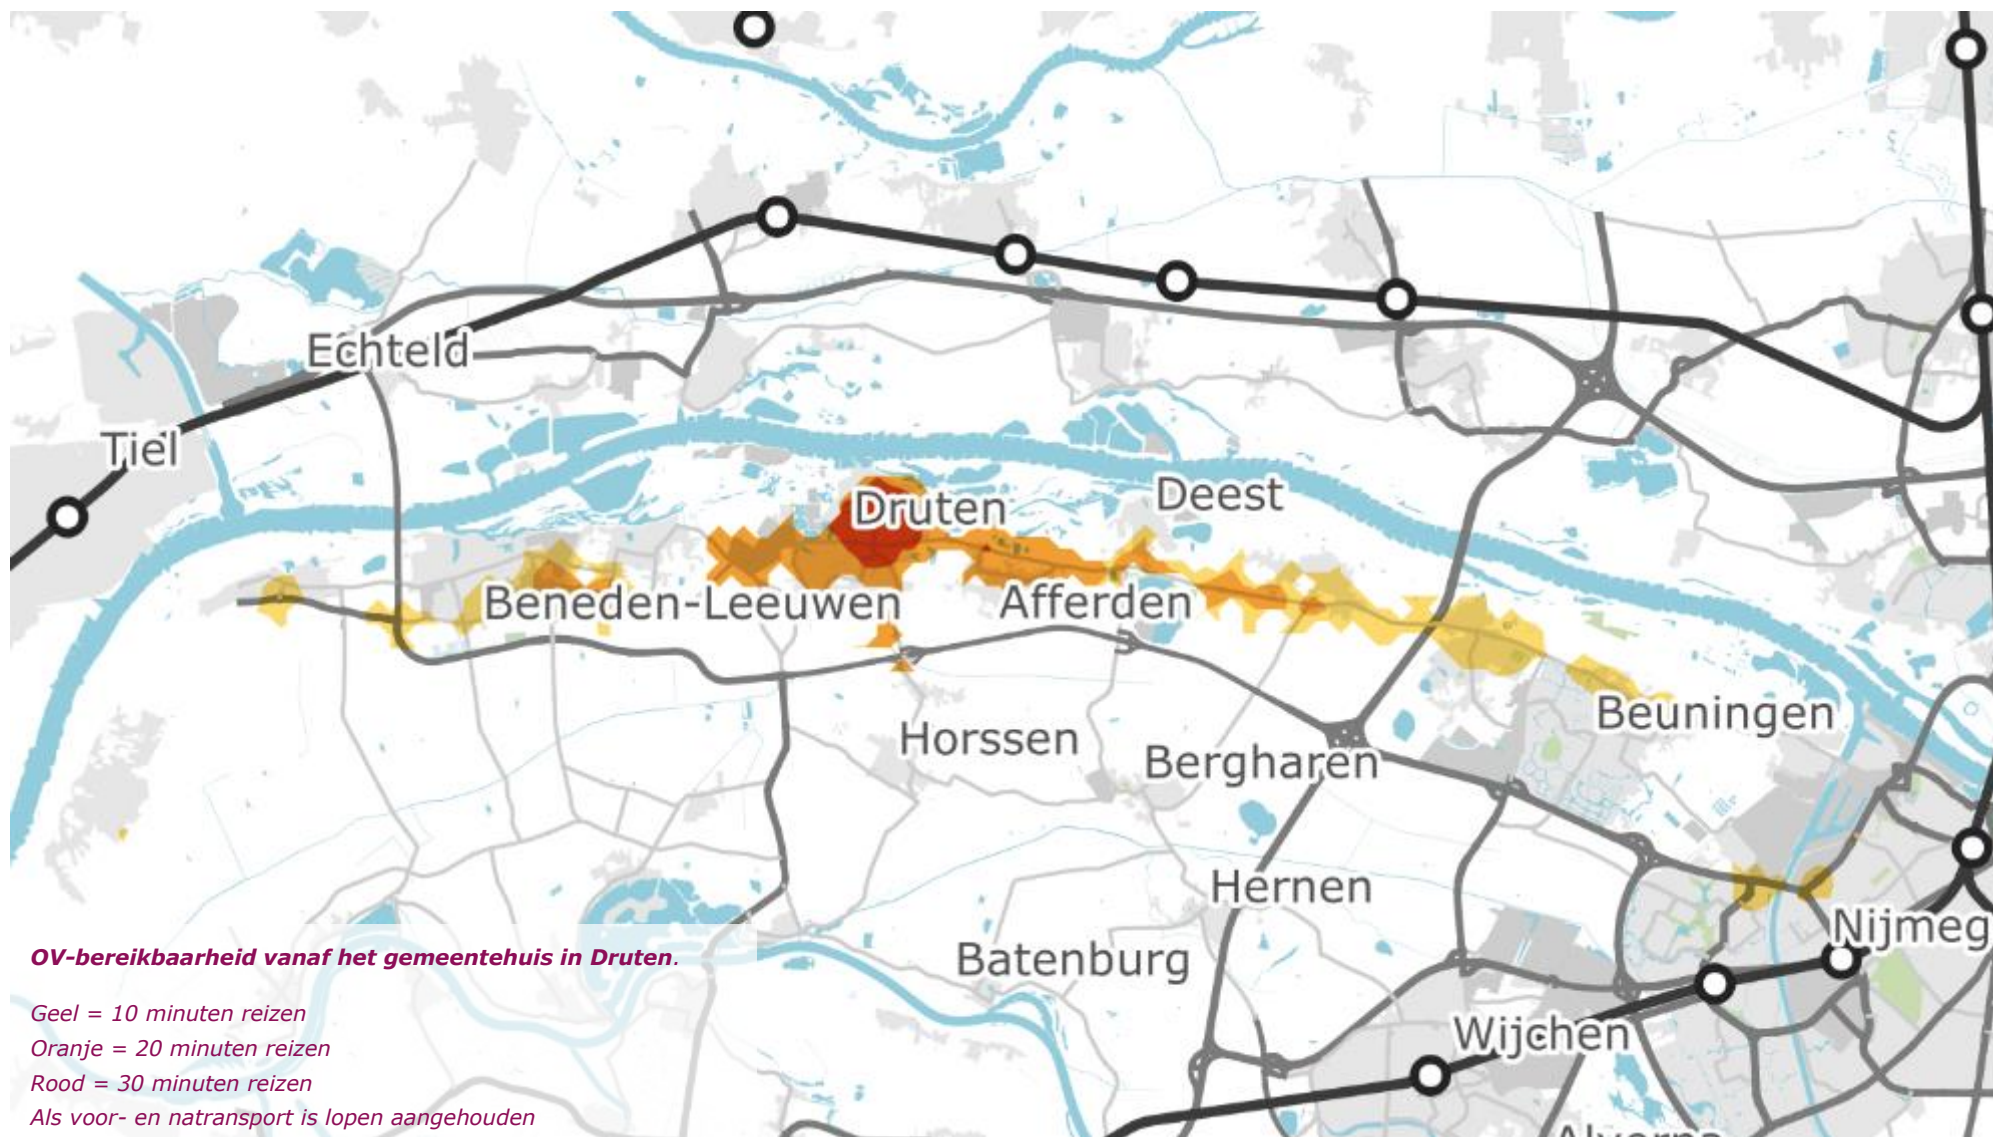 Echteld
Tiel
Druten
Deest
Beneden-Leeuwen
Afferden
Beuningen
Horssen
Bergharen
Hernen
Nijmeg
Batenburg
Wijchen
OV-bereikbaarheid vanaf het gemeentehuis in Druten.
Geel = 10 minuten reizen
Oranje = 20 minuten reizen
Rood = 30 minuten reizen
Als voor- en natransport is lopen aangehouden